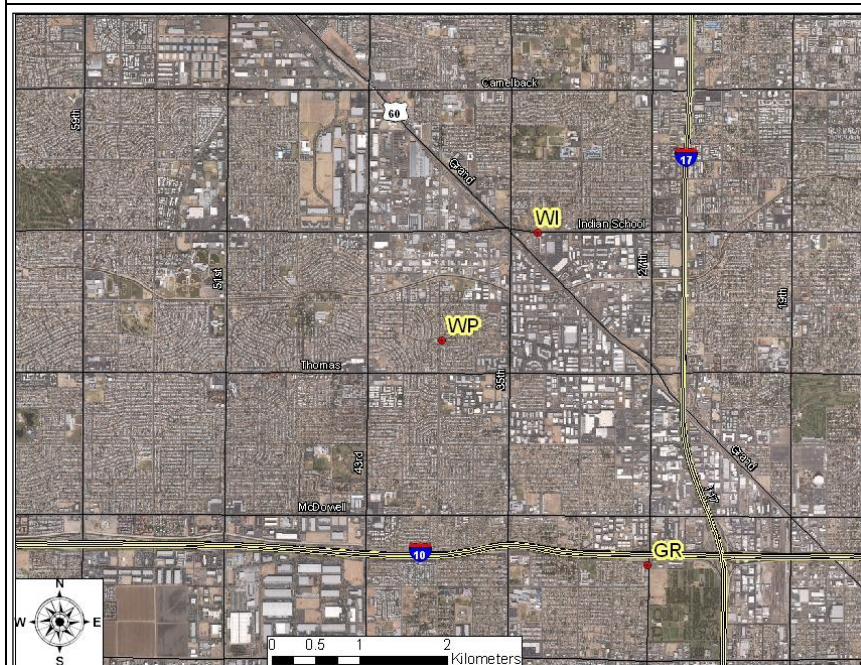 Camelback
59th
60
Grand
17
WI
Indian School
51st
27th
19th
WP
Thomas
35th
43rd
Grand
I-17
McDowell
10
GR
N
W E
S
0 0.5 1 2
Kilometers